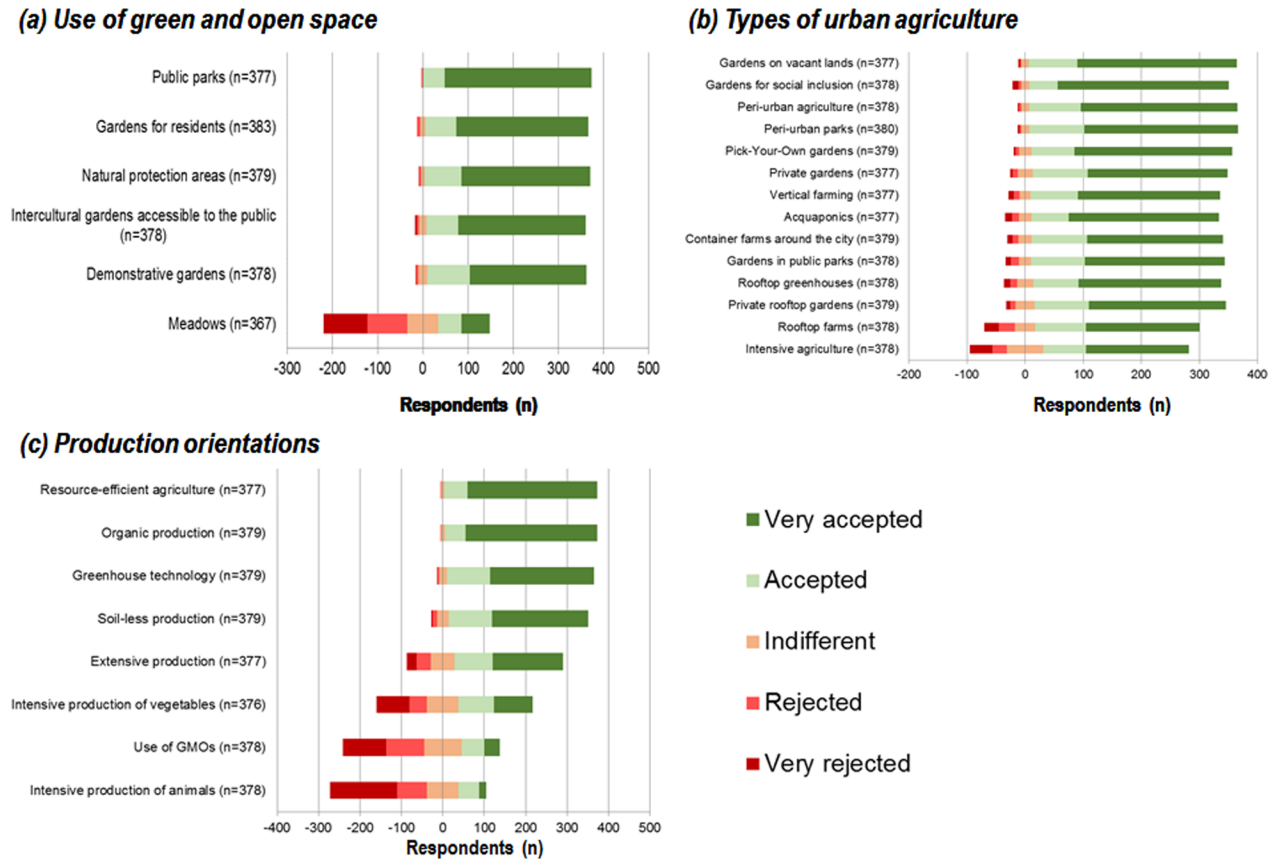 (a) Use of green and open space
Public parks (n=377)
Gardens for residents (n=383)
Natural protection areas (n=379)
Intercultural gardens accessible to the public
(n=378)
Demonstrative gardens (n=378)
Meadows (n=367)
-300 -200 -100 0 100 200 300 400 500
Respondents (n)
(b) Types of urban agriculture
Gardens on vacant lands (n=377)
Gardens for social inclusion (n=378)
Peri-urban agriculture (n=378)
Peri-urban parks (n=380)
Pick-Your-Own gardens (n=379)
Private gardens (n=377)
Vertical farming (n=377)
Acquaponics (n=377)
Container farms around the city (n=379)
Gardens in public parks (n=378)
Rooftop greenhouses (n=378)
Private rooftop gardens (n=379)
Rooftop farms (n=378)
Intensive agriculture (n=378)
-200 -100 0 100 200 300 400
Respondents (n)
(c) Production orientations
Resource-efficient agriculture (n=377)
Organic production (n=379)
Greenhouse technology (n=379)
Soil-less production (n=379)
Extensive production (n=377)
Intensive production of vegetables (n=376)
Use of GMOs (n=378)
Intensive production of animals (n=378)
-400 -300 -200 -100 0 100 200 300 400 500
Respondents (n)
Very accepted
Accepted
Indifferent
Rejected
Very rejected